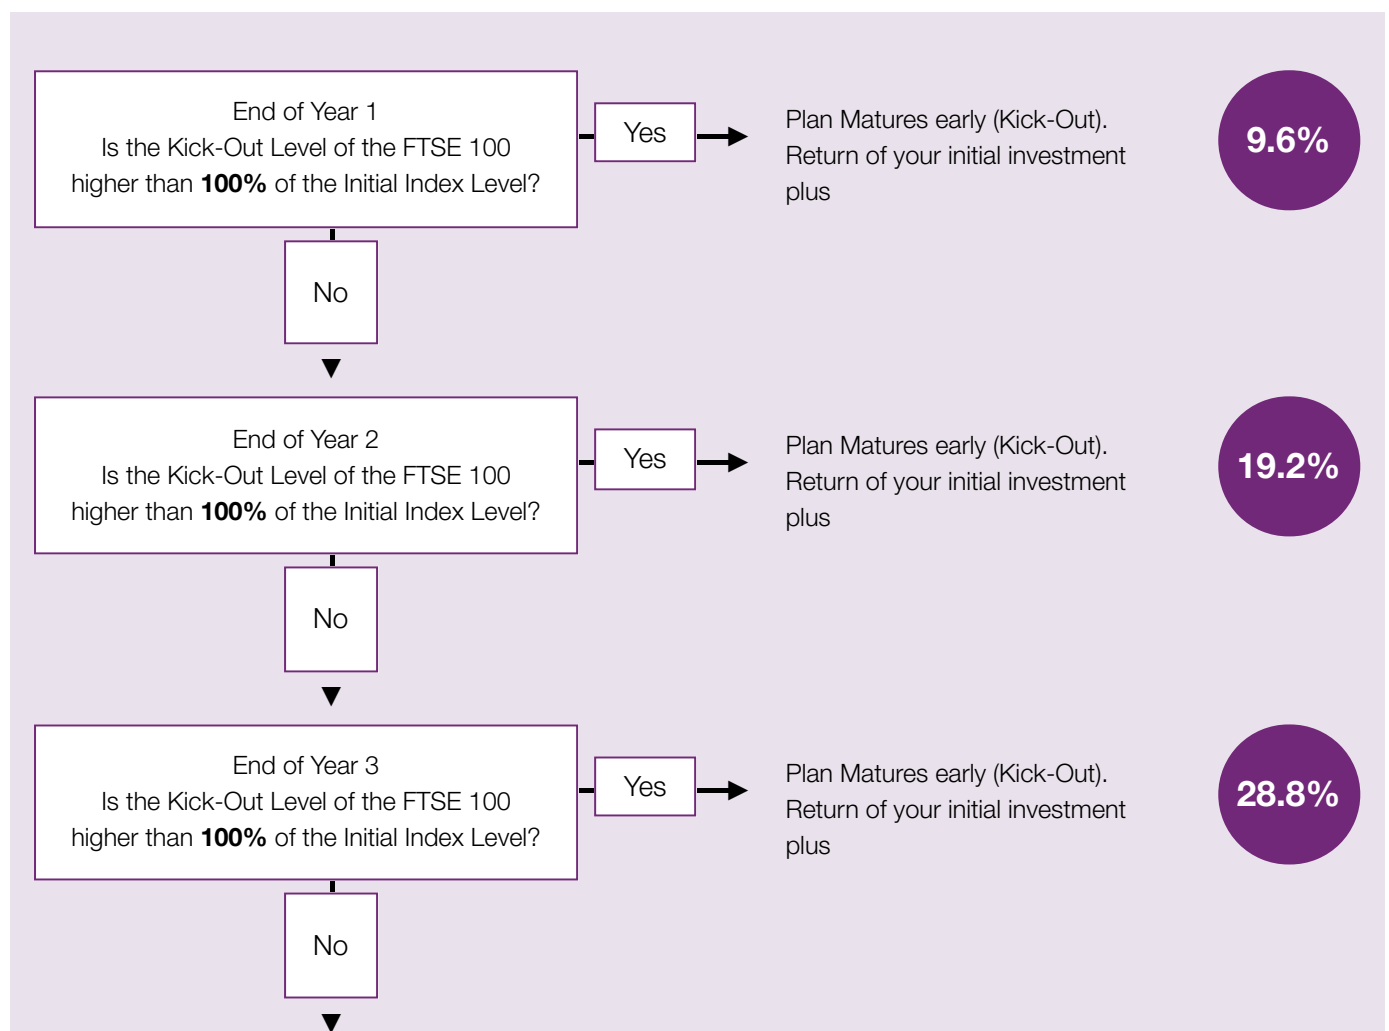 End of Year 1
Is the Kick-Out Level of the FTSE 100
higher than 100% of the Initial Index Level?
Yes
Plan Matures early (Kick-Out).
Return of your initial investment
plus
9.6%
No
End of Year 2
Is the Kick-Out Level of the FTSE 100
higher than 100% of the Initial Index Level?
Yes
Plan Matures early (Kick-Out).
Return of your initial investment
plus
19.2%
No
End of Year 3
Is the Kick-Out Level of the FTSE 100
higher than 100% of the Initial Index Level?
Yes
Plan Matures early (Kick-Out).
Return of your initial investment
plus
28.8%
No